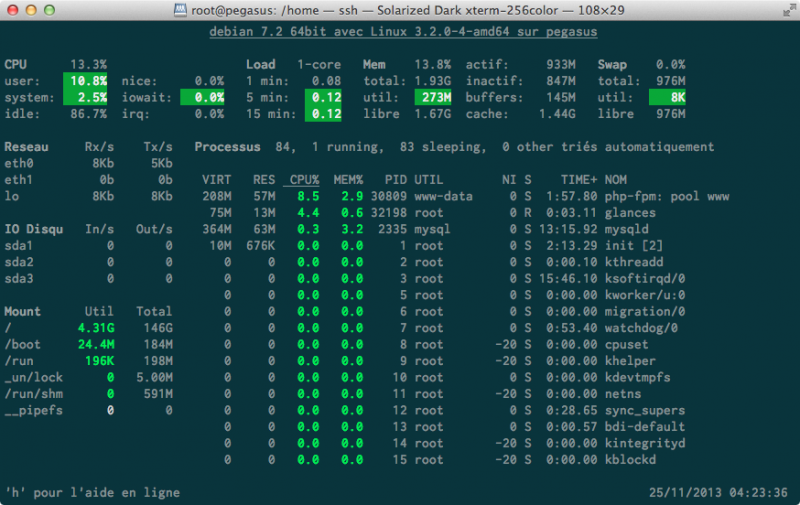 root@pegasus: /home — ssh — Solarized Dark xterm-256color — 108×29
debian 7.2 64bit avec Linux 3.2.0-4-amd64 sur pegasus
CPU 13.3% Load 1-core Mem 13.8% actif: 933M Swap 0.0%
user: 10.8% nice: 0.0% 1 min: 0.08 total: 1.93G inactif: 847M total: 976M
system: 2.5% iowait: 0.0% 5 min: 0.12 util: 273M buffers: 145M util: 8K
idle: 86.7% irq: 0.0% 15 min: 0.12 libre 1.67G cache: 1.44G libre 976M
Reseau Rx/s Tx/s Processus 84, 1 running, 83 sleeping, 0 other triés automatiquement
eth0 8Kb 5Kb
eth1 0b 0b VIRT RES CPU% MEM% PID UTIL NI S TIME+ NOM
lo 8Kb 8Kb 208M 57M 8.5 2.9 30809 www-data 0 S 1:57.80 php-fpm: pool www
75M 13M 4.4 0.6 32198 root 0 R 0:03.11 glances
IO Disqu In/s Out/s 364M 63M 0.3 3.2 2335 mysql 0 S 13:15.92 mysqld
sda1 0 0 10M 676K 0.0 0.0 1 root 0 S 2:13.29 init [2]
sda2 0 0 0 0 0.0 0.0 2 root 0 S 0:00.10 kthreadd
sda3 0 0 0 0 0.0 0.0 3 root 0 S 15:46.10 ksoftirqd/0
0 0 0.0 0.0 5 root 0 S 0:00.00 kworker/u:0
Mount Util Total 0 0 0.0 0.0 6 root 0 S 0:00.00 migration/0
/ 4.31G 146G 0 0 0.0 0.0 7 root 0 S 0:53.40 watchdog/0
/boot 24.4M 184M 0 0 0.0 0.0 8 root -20 S 0:00.00 cpuset
/run 196K 198M 0 0 0.0 0.0 9 root -20 S 0:00.00 khelper
_un/lock 0 5.00M 0 0 0.0 0.0 10 root 0 S 0:00.00 kdevtmpfs
/run/shm 0 591M 0 0 0.0 0.0 11 root -20 S 0:00.00 netns
__pipefs 0 0 0 0 0.0 0.0 12 root 0 S 0:28.65 sync_supers
0 0 0.0 0.0 13 root 0 S 0:00.57 bdi-default
0 0 0.0 0.0 14 root -20 S 0:00.00 kintegrityd
0 0 0.0 0.0 15 root -20 S 0:00.00 kblockd
'h' pour l'aide en ligne 25/11/2013 04:23:36